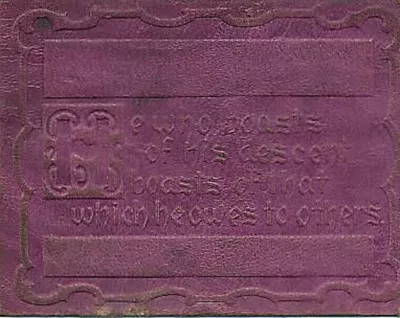 He who boasts
of his descent
boasts of that
which he owes to others.